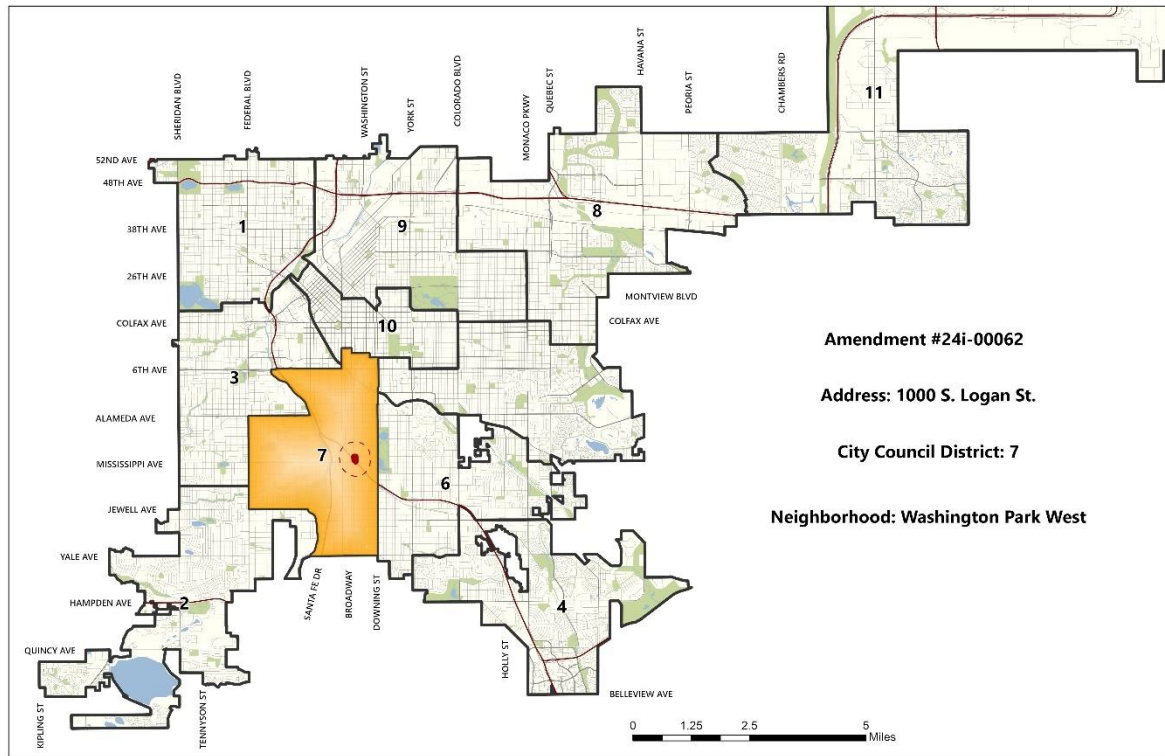 SHERIDAN BLVD
FEDERAL BLVD
WASHINGTON ST
YORK ST
COLORADO BLVD
MONACO PKWY
QUEBEC ST
HAVANA ST
PEORIA ST
CHAMBERS RD
11
52ND AVE
48TH AVE
38TH AVE
26TH AVE
COLFAX AVE
6TH AVE
ALAMEDA AVE
MISSISSIPPI AVE
JEWELL AVE
YALE AVE
HAMPDEN AVE
QUINCY AVE
1
9
8
10
3
7
6
2
4
MONTVIEW BLVD
COLFAX AVE
Amendment #24i-00062
Address: 1000 S. Logan St.
City Council District: 7
Neighborhood: Washington Park West
SANTA FE DR
BROADWAY
DOWNING ST
HOLLY ST
BELLEVIEW AVE
KIPLING ST
TENNYSON ST
0 1.25 2.5 5
Miles